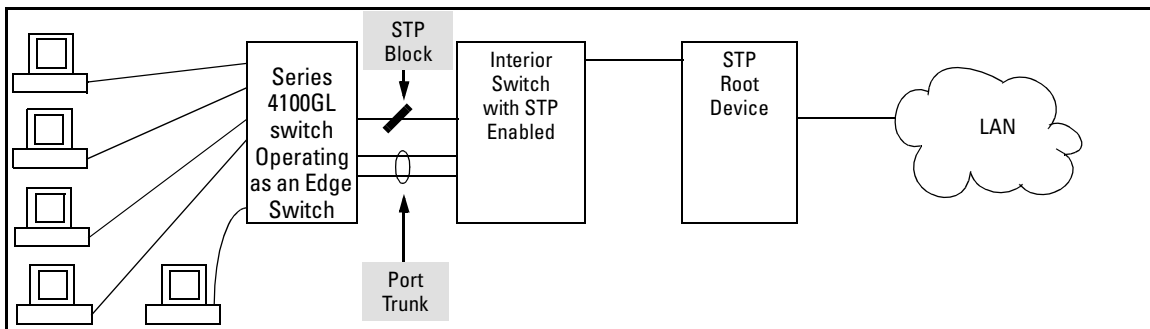 STP
Block
Series
4100GL
switch
Operating
as an Edge
Switch
Interior
Switch
with STP
Enabled
STP
Root
Device
LAN
Port
Trunk